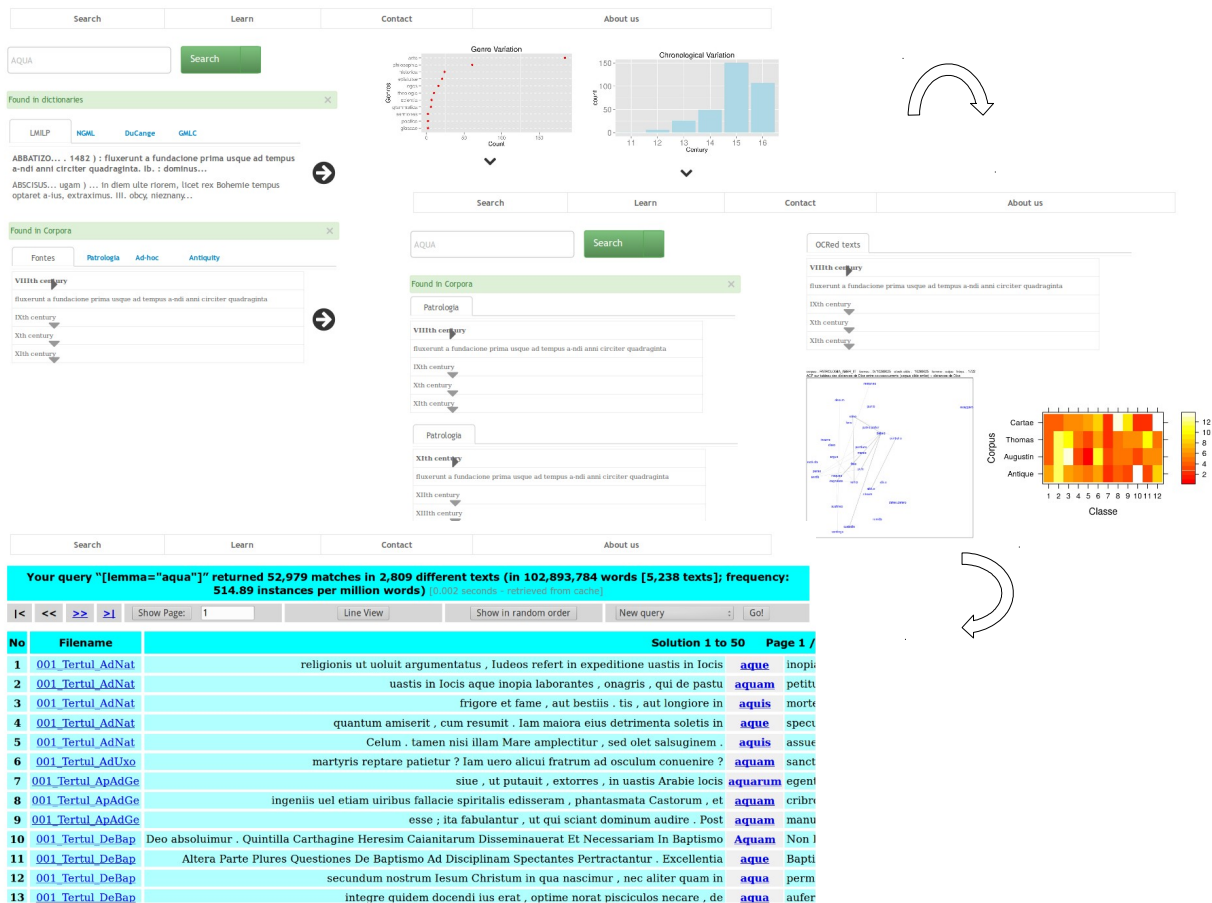 Search Learn Contact About us
AQUA Search
Found in dictionaries ×
LMILP NGML DuCange GMLC
ABBATIZO... . 1482 ) : fluxerunt a fundacione prima usque ad tempus
a-ndi anni circiter quadraginta. Ib. : dominus...
ABSCISUS... ugam ) ... in diem ulte riorem, licet rex Bohemie tempus
optaret a-ius, extraximus. III. obcy, nieznany...
Found in Corpora ×
Fontes Patrologia Ad-hoc Antiquity
VIIIth century
fluxerunt a fundacione prima usque ad tempus a-ndi anni circiter quadraginta
IXth century
Xth century
XIth century
Genre Variation
Genres
0 50 100 150
Count
Chronological Variation
count
150
100
50
0
11 12 13 14 15 16
Century
Search Learn Contact About us
AQUA Search
Found in Corpora ×
Patrologia
VIIIth century
fluxerunt a fundacione prima usque ad tempus a-ndi anni circiter quadraginta
IXth century
Xth century
XIth century
Patrologia
XIth century
fluxerunt a fundacione prima usque ad tempus a-ndi anni circiter quadraginta
XIIth century
XIIIth century
OCRed texts
VIIIth century
fluxerunt a fundacione prima usque ad tempus a-ndi anni circiter quadraginta
IXth century
Xth century
XIth century
Corpus
Cartae
Thomas
Augustin
Antique
1 2 3 4 5 6 7 8 9 10 11 12
Classe
12
10
8
6
4
2
Search Learn Contact About us
Your query “[lemma="aqua"]” returned 52,979 matches in 2,809 different texts (in 102,893,784 words [5,238 texts]; frequency:
514.89 instances per million words) [0.002 seconds - retrieved from cache]
|< << >> >| Show Page: 1 Line View Show in random order New query Go!
No Filename Solution 1 to 50 Page 1 /
1 001_Tertul_AdNat religionis ut uoluit argumentatus , Iudeos refert in expeditione uastis in Iocis aque inopia
2 001_Tertul_AdNat uastis in Iocis aque inopia laborantes , onagris , qui de pastu aquam petitu
3 001_Tertul_AdNat frigore et fame , aut bestiis . tis , aut longiore in aquis morte
4 001_Tertul_AdNat quantum amiserit , cum resumit . Iam maiora eius detrimenta soletis in aque specu
5 001_Tertul_AdNat Celum . tamen nisi illam Mare amplectitur , sed olet salsuginem . aquis assue
6 001_Tertul_AdUxo martyris reptare patietur ? Iam uero alicui fratrum ad osculum conuenire ? aquam sanct
7 001_Tertul_ApAdGe siue , ut putauit , extorres , in uastis Arabie locis aquarum egent
8 001_Tertul_ApAdGe ingeniis uel etiam uiribus fallacie spiritalis edisseram , phantasmata Castorum , et aquam cribro
9 001_Tertul_ApAdGe esse ; ita fabulantur , ut qui sciant dominum audire . Post aquam manu
10 001_Tertul_DeBap Deo absoluimur . Quintilla Carthagine Heresim Caianitarum Disseminauerat Et Necessariam In Baptismo Aquam Non
11 001_Tertul_DeBap Altera Parte Plures Questiones De Baptismo Ad Disciplinam Spectantes Pertractantur . Excellentia aque Bapti
12 001_Tertul_DeBap secundum nostrum Iesum Christum in qua nascimur , nec aliter quam in aqua perm
13 001_Tertul_DeBap integre quidem docendi ius erat , optime norat pisciculos necare , de aqua aufer